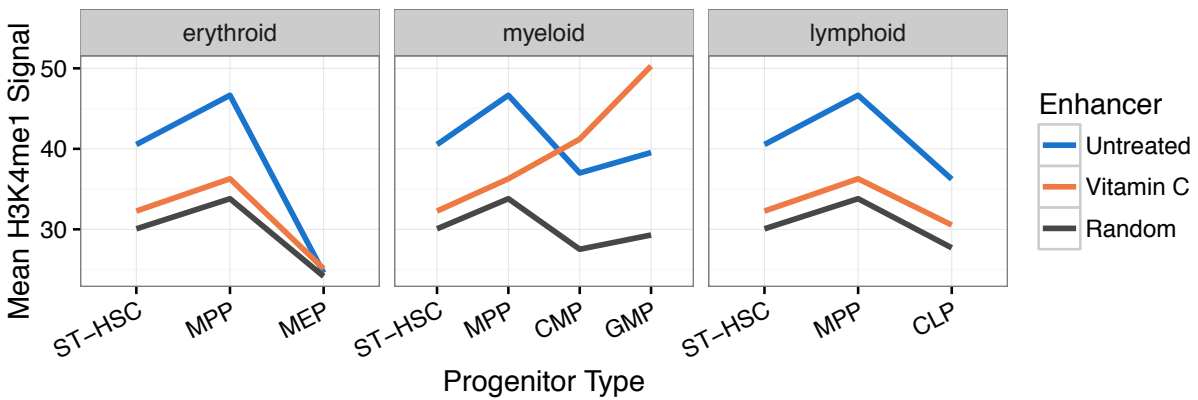 erythroid
myeloid
lymphoid
Mean H3K4me1 Signal
50
40
30
ST−HSC
MPP
MEP
ST−HSC
MPP
CMP
GMP
ST−HSC
MPP
CLP
Progenitor Type
Enhancer
Untreated
Vitamin C
Random